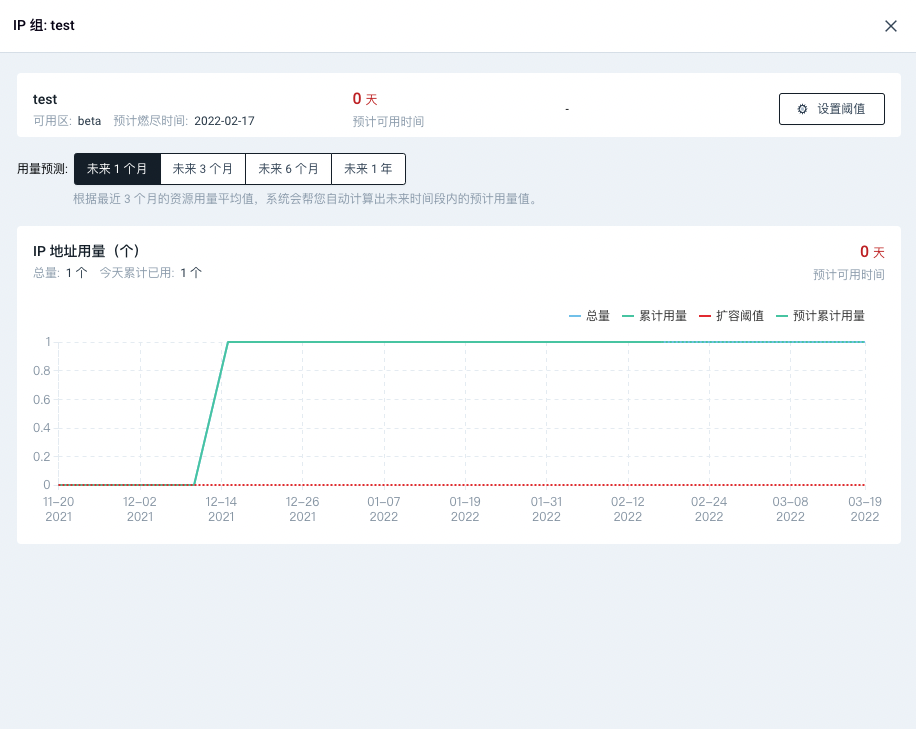 IP 组: test
test
0 天
-
设置阈值
可用区: beta 预计燃尽时间: 2022-02-17
预计可用时间
用量预测: 未来 1 个月 未来 3 个月 未来 6 个月 未来 1 年
根据最近 3 个月的资源用量平均值，系统会帮您自动计算出未来时间段内的预计用量值。
IP 地址用量（个）
0 天
总量: 1 个 今天累计已用: 1 个
预计可用时间
总量 累计用量 扩容阈值 预计累计用量
1
0.8
0.6
0.4
0.2
0
11-20 12-02 12-14 12-26 01-07 01-19 01-31 02-12 02-24 03-08 03-19
2021 2021 2021 2021 2022 2022 2022 2022 2022 2022 2022